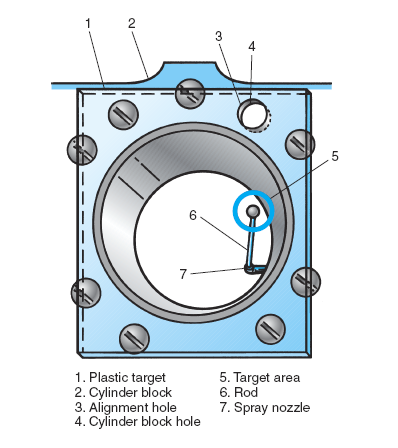 1
2
3
4
5
6
7
1. Plastic target
2. Cylinder block
3. Alignment hole
4. Cylinder block hole
5. Target area
6. Rod
7. Spray nozzle